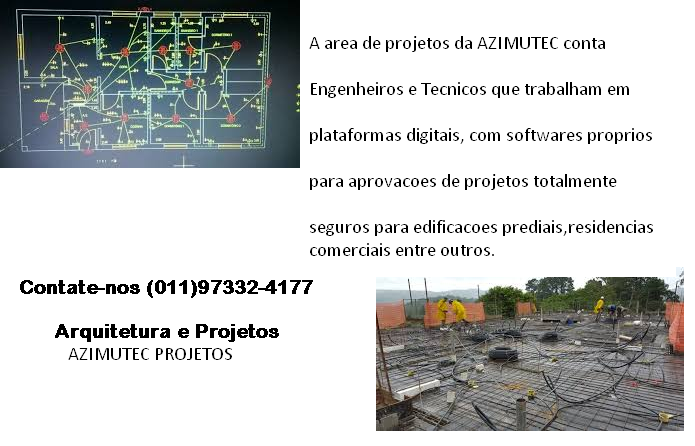 A area de projetos da AZIMUTEC conta
Engenheiros e Tecnicos que trabalham em
plataformas digitais, com softwares proprios
para aprovacoes de projetos totalmente
seguros para edificacoes prediais,residencias
comerciais entre outros.
Contate-nos (011)97332-4177
Arquitetura e Projetos
AZIMUTEC PROJETOS